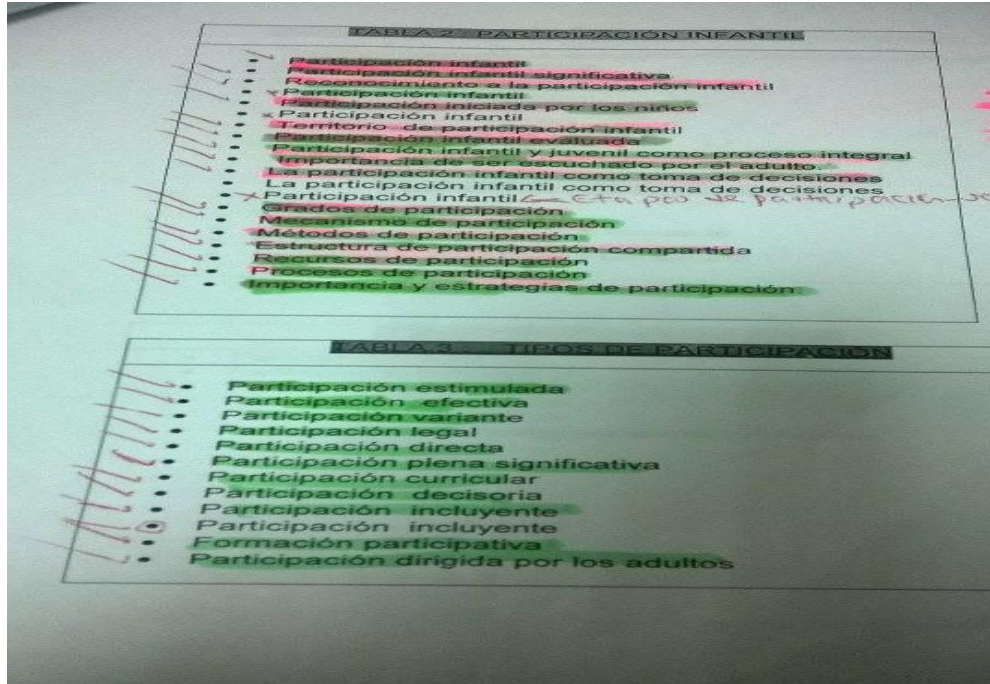 TABLA.2 PARTICIPACIÓN INFANTIL
• Participación infantil
• Participación infantil significativa
• Reconocimiento a la participación infantil
• Participación infantil
• Participación iniciada por los niños
• Participación infantil
• Territorio de participación infantil
• Participación infantil evaluada
• Participación infantil y juvenil como proceso integral
• Importancia de ser escuchado por el adulto.
• La participación infantil como toma de decisiones
• La participación infantil como toma de decisiones
• Participación infantil de participación
• Grados de participación
• Mecanismo de participación
• Métodos de participación
• Estructura de participación compartida
• Recursos de participación
• Procesos de participación
• Importancia y estrategias de participación.
TABLA.3 TIPOS DE PARTICIPACIÓN
• Participación estimulada
• Participación efectiva
• Participación variante
• Participación legal
• Participación directa
• Participación plena significativa
• Participación curricular
• Participación decisoria
• Participación incluyente
• Participación incluyente
• Formación participativa
• Participación dirigida por los adultos